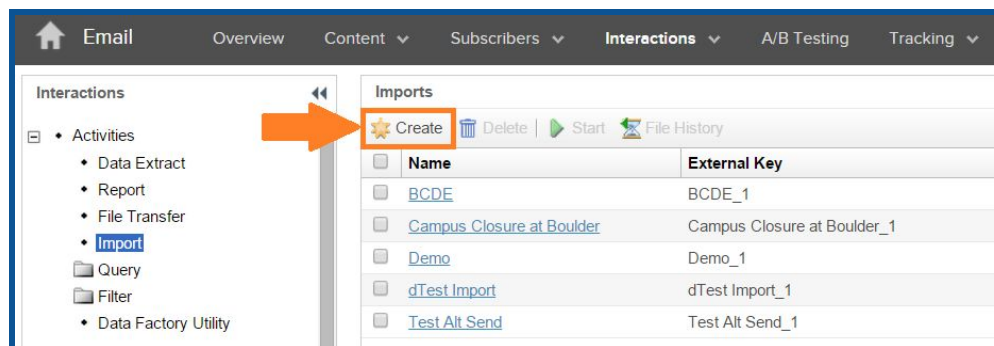 Email Overview Content Subscribers Interactions A/B Testing Tracking
Interactions
Activities
Data Extract
Report
File Transfer
Import
Query
Filter
Data Factory Utility
Imports
Create Delete | Start File History
Name External Key
BCDE BCDE_1
Campus Closure at Boulder Campus Closure at Boulder_1
Demo Demo_1
dTest Import dTest Import_1
Test Alt Send Test Alt Send_1